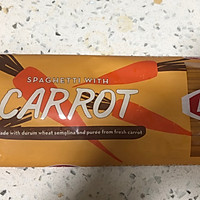 SPAGHETTI WITH
CARROT
made with durum wheat semolina and puree from fresh carrot